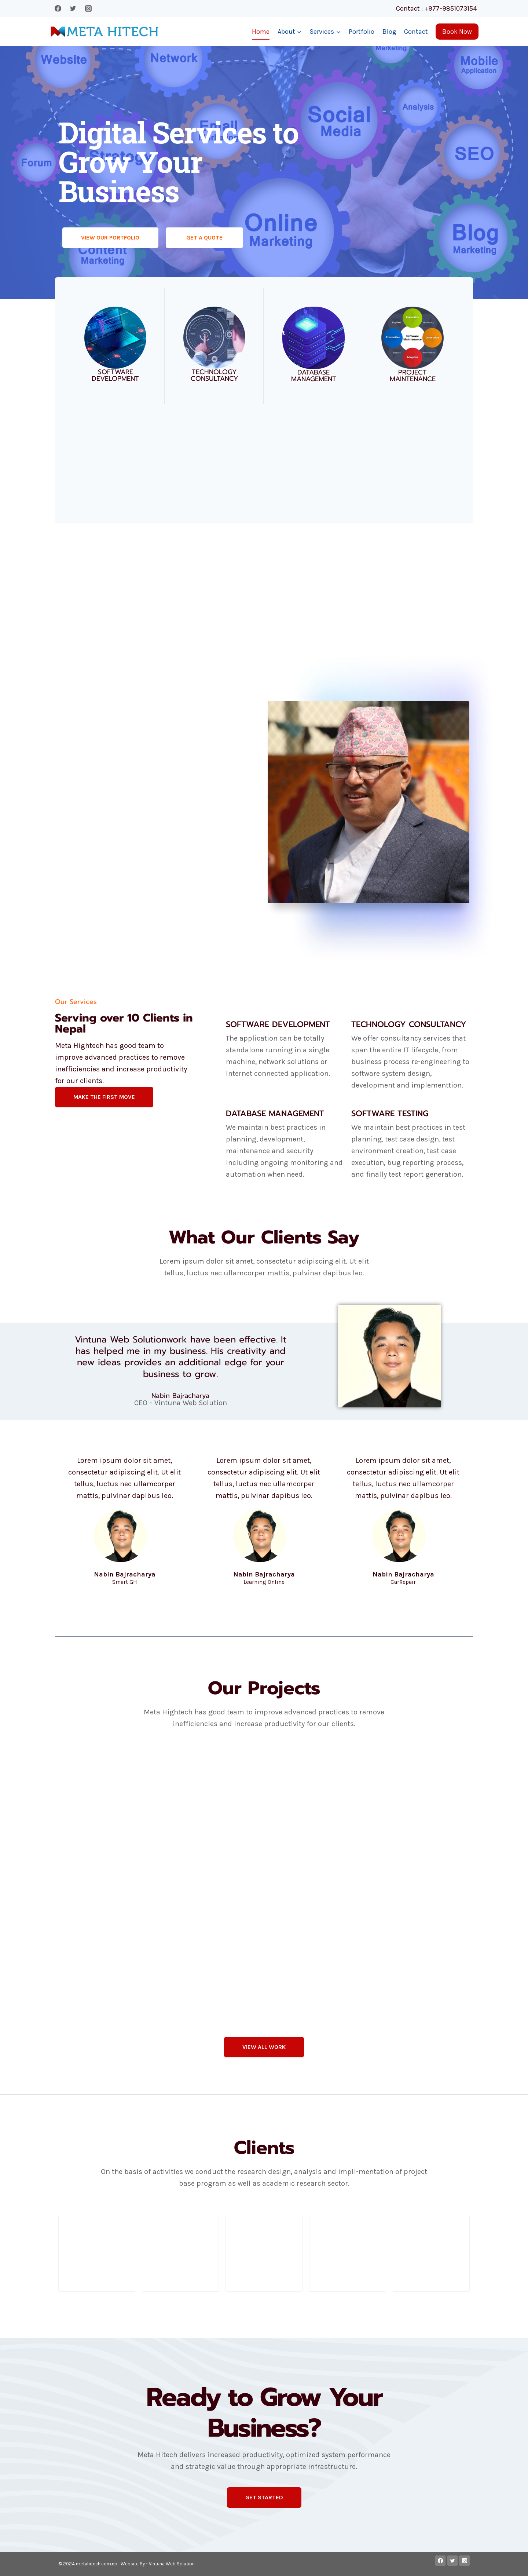 Contact : +977-9851073154
META HITECH
Home
About
Services
Portfolio
Blog
Contact
Book Now
Website
Network
Marketing
Mobile
Application
Social
Media
Analysis
Email
Strategy
Forum
SEO
Online
Marketing
Content
Marketing
Blog
Marketing
Digital Services to
Grow Your
Business
VIEW OUR PORTFOLIO
GET A QUOTE
SOFTWARE
DEVELOPMENT
TECHNOLOGY
CONSULTANCY
DATABASE
MANAGEMENT
PROJECT
MAINTENANCE
Our Services
Serving over 10 Clients in
Nepal
Meta Hightech has good team to
improve advanced practices to remove
inefficiencies and increase productivity
for our clients.
MAKE THE FIRST MOVE
SOFTWARE DEVELOPMENT
The application can be totally
standalone running in a single
machine, network solutions or
Internet connected application.
TECHNOLOGY CONSULTANCY
We offer consultancy services that
span the entire IT lifecycle, from
business process re-engineering to
software system design,
development and implementtion.
DATABASE MANAGEMENT
We maintain best practices in
planning, development,
maintenance and security
including ongoing monitoring and
automation when need.
SOFTWARE TESTING
We maintain best practices in test
planning, test case design, test
environment creation, test case
execution, bug reporting process,
and finally test report generation.
What Our Clients Say
Lorem ipsum dolor sit amet, consectetur adipiscing elit. Ut elit
tellus, luctus nec ullamcorper mattis, pulvinar dapibus leo.
Vintuna Web Solutionwork have been effective. It
has helped me in my business. His creativity and
new ideas provides an additional edge for your
business to grow.
Nabin Bajracharya
CEO – Vintuna Web Solution
Lorem ipsum dolor sit amet,
consectetur adipiscing elit. Ut elit
tellus, luctus nec ullamcorper
mattis, pulvinar dapibus leo.
Nabin Bajracharya
Smart GH
Lorem ipsum dolor sit amet,
consectetur adipiscing elit. Ut elit
tellus, luctus nec ullamcorper
mattis, pulvinar dapibus leo.
Nabin Bajracharya
Learning Online
Lorem ipsum dolor sit amet,
consectetur adipiscing elit. Ut elit
tellus, luctus nec ullamcorper
mattis, pulvinar dapibus leo.
Nabin Bajracharya
CarRepair
Our Projects
Meta Hightech has good team to improve advanced practices to remove
inefficiencies and increase productivity for our clients.
VIEW ALL WORK
Clients
On the basis of activities we conduct the research design, analysis and impli-mentation of project
base program as well as academic research sector.
Ready to Grow Your
Business?
Meta Hitech delivers increased productivity, optimized system performance
and strategic value through appropriate infrastructure.
GET STARTED
© 2024 metahitech.com.np : Website By - Vintuna Web Solution